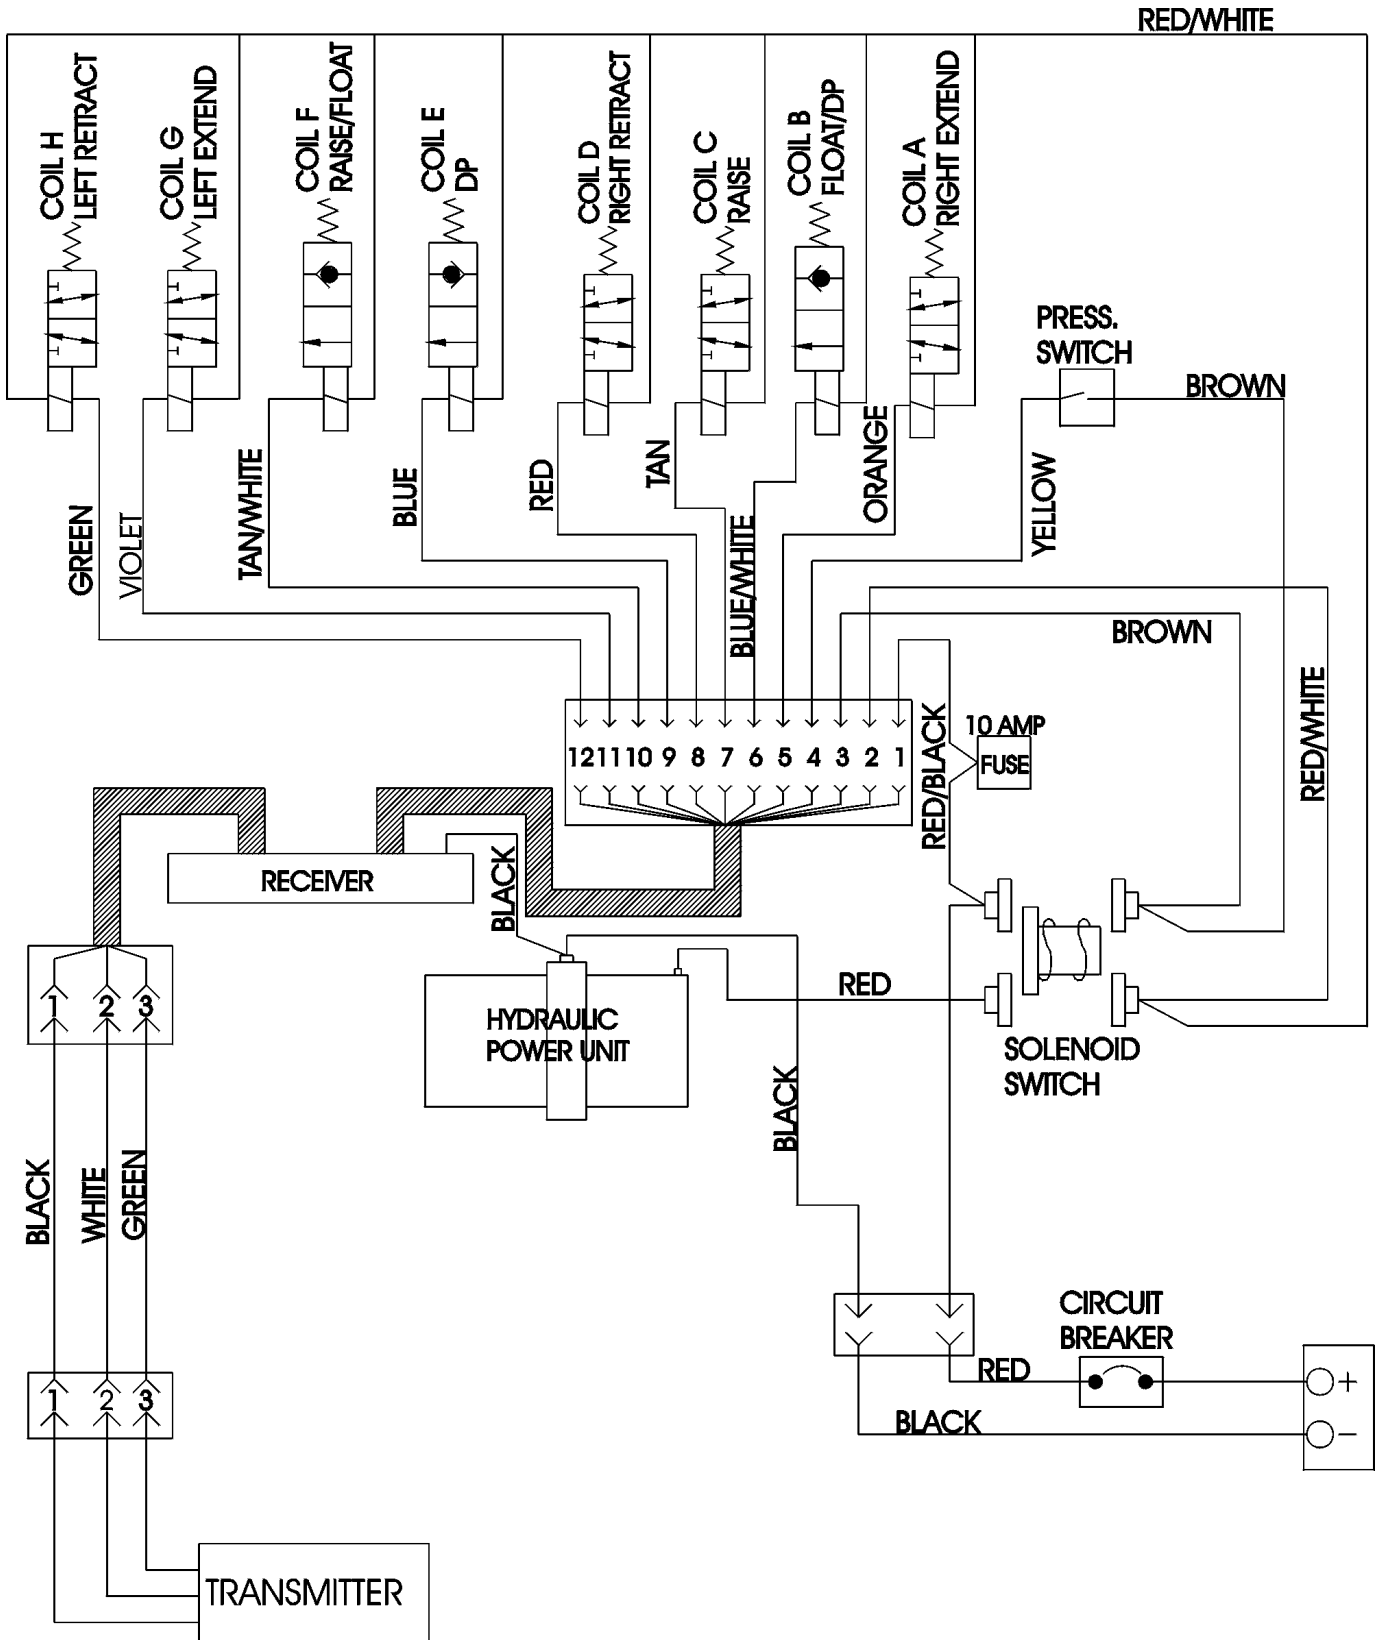 RED/WHITE
COIL H
LEFT RETRACT
COIL G
LEFT EXTEND
COIL F
RAISE/FLOAT
COIL E
DP
COIL D
RIGHT RETRACT
COIL C
RAISE
COIL B
FLOAT/DP
COIL A
RIGHT EXTEND
PRESS.
SWITCH
BROWN
GREEN
VIOLET
TAN/WHITE
BLUE
RED
TAN
BLUE/WHITE
ORANGE
YELLOW
BROWN
RED/WHITE
12 11 10 9 8 7 6 5 4 3 2 1
RED/BLACK
10 AMP
FUSE
RECEIVER
BLACK
1 2 3
HYDRAULIC
POWER UNIT
RED
SOLENOID
SWITCH
BLACK
BLACK
WHITE
GREEN
CIRCUIT
BREAKER
RED
+
BLACK
−
1 2 3
TRANSMITTER